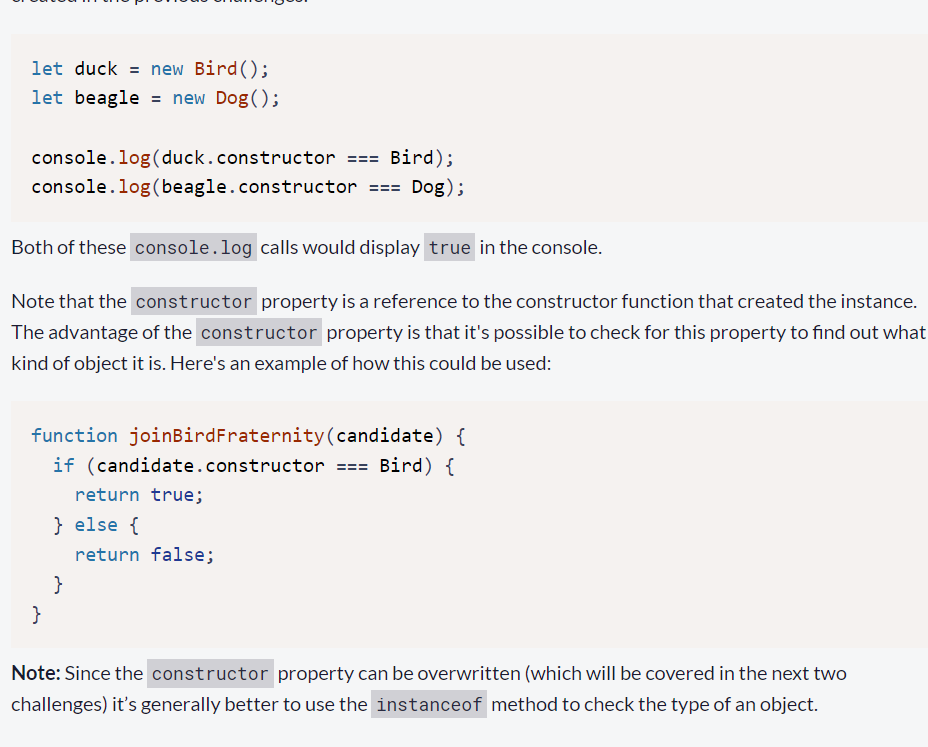 created in the previous challenges.
let duck = new Bird();
let beagle = new Dog();
console.log(duck.constructor === Bird);
console.log(beagle.constructor === Dog);
Both of these console.log calls would display true in the console.
Note that the constructor property is a reference to the constructor function that created the instance.
The advantage of the constructor property is that it's possible to check for this property to find out what
kind of object it is. Here's an example of how this could be used:
function joinBirdFraternity(candidate) {
  if (candidate.constructor === Bird) {
    return true;
  } else {
    return false;
  }
}
Note: Since the constructor property can be overwritten (which will be covered in the next two
challenges) it’s generally better to use the instanceof method to check the type of an object.